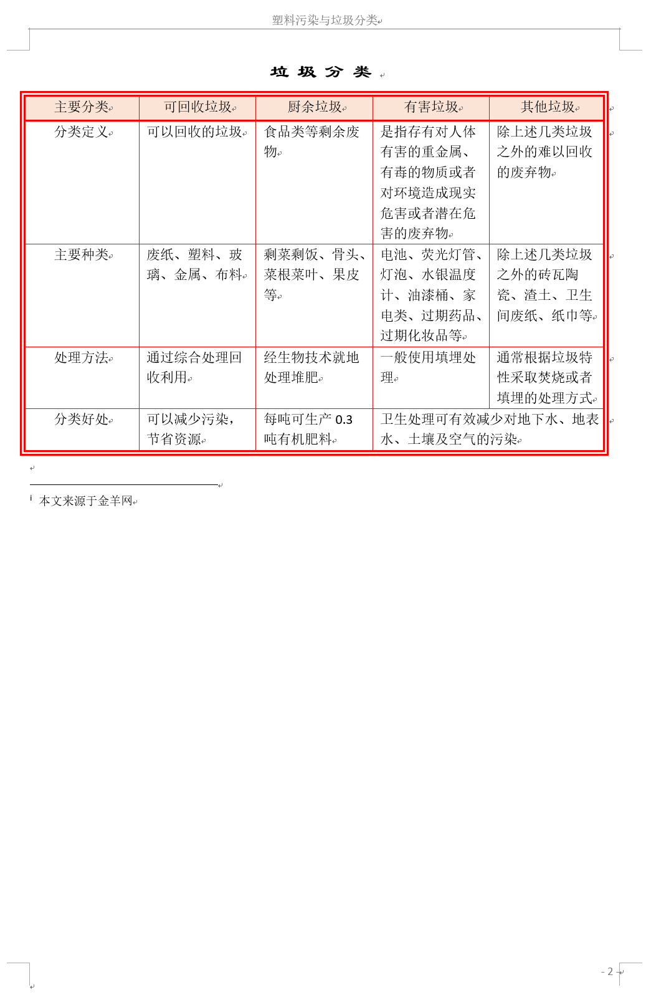 塑料污染与垃圾分类
垃圾分类
主要分类 可回收垃圾 厨余垃圾 有害垃圾 其他垃圾
分类定义
可以回收的垃圾
食品类等剩余废
物
是指存有对人体
有害的重金属、
有毒的物质或者
对环境造成现实
危害或者潜在危
害的废弃物
除上述几类垃圾
之外的难以回收
的废弃物
主要种类
废纸、塑料、玻
璃、金属、布料
剩菜剩饭、骨头、
菜根菜叶、果皮
等
电池、荧光灯管、
灯泡、水银温度
计、油漆桶、家
电类、过期药品、
过期化妆品等
除上述几类垃圾
之外的砖瓦陶
瓷、渣土、卫生
间废纸、纸巾等
处理方法
通过综合处理回
收利用
经生物技术就地
处理堆肥
一般使用填埋处
理
通常根据垃圾特
性采取焚烧或者
填埋的处理方式
分类好处
可以减少污染，
节省资源
每吨可生产 0.3
吨有机肥料
卫生处理可有效减少对地下水、地表
水、土壤及空气的污染
i 本文来源于金羊网
- 2 -